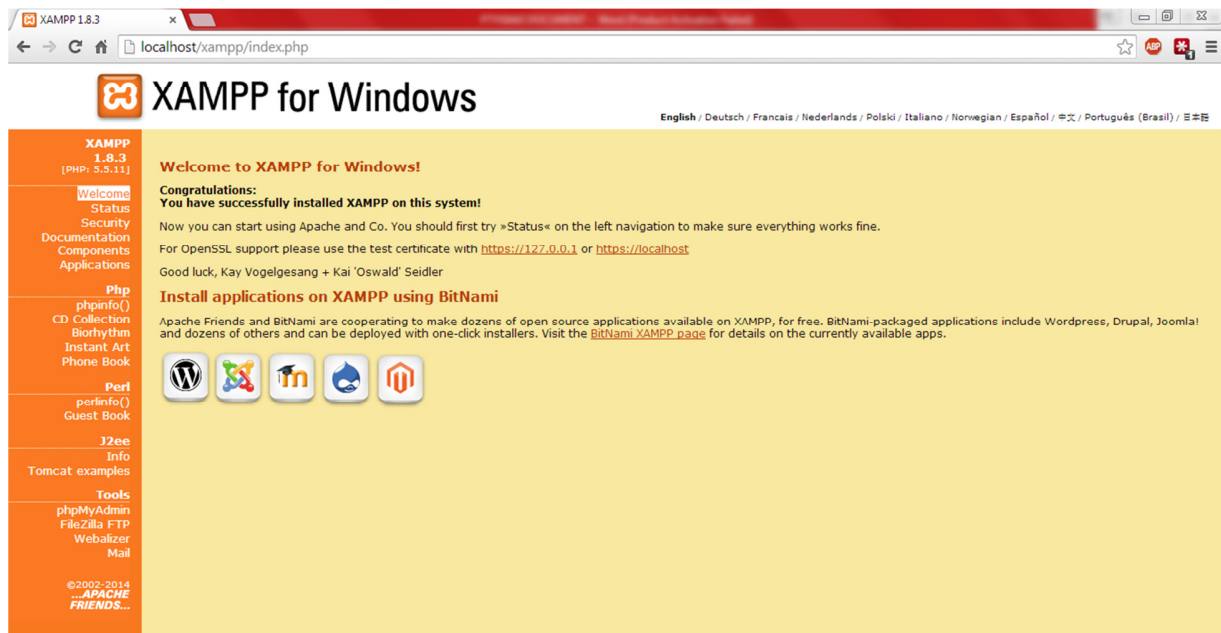 XAMPP 1.8.3
localhost/xampp/index.php
ABP
1
XAMPP for Windows
English / Deutsch / Francais / Nederlands / Polski / Italiano / Norwegian / Español / 中文 / Português (Brasil) / 日本語
XAMPP
1.8.3
[PHP: 5.5.11]
Welcome
Status
Security
Documentation
Components
Applications
Php
phpinfo()
CD Collection
Biorhythm
Instant Art
Phone Book
Perl
perlinfo()
Guest Book
J2ee
Info
Tomcat examples
Tools
phpMyAdmin
FileZilla FTP
Webalizer
Mail
©2002-2014
...APACHE
FRIENDS...
Welcome to XAMPP for Windows!
Congratulations:
You have successfully installed XAMPP on this system!
Now you can start using Apache and Co. You should first try »Status« on the left navigation to make sure everything works fine.
For OpenSSL support please use the test certificate with https://127.0.0.1 or https://localhost
Good luck, Kay Vogelgesang + Kai 'Oswald' Seidler
Install applications on XAMPP using BitNami
Apache Friends and BitNami are cooperating to make dozens of open source applications available on XAMPP, for free. BitNami-packaged applications include Wordpress, Drupal, Joomla!
and dozens of others and can be deployed with one-click installers. Visit the BitNami XAMPP page for details on the currently available apps.